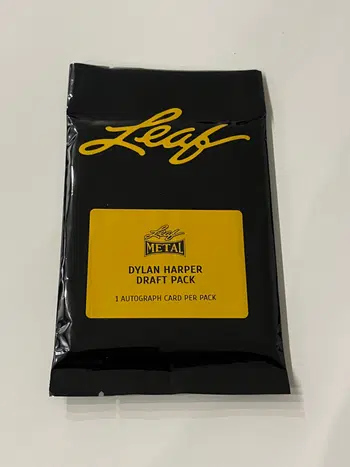 Leaf
Leaf
METAL
DYLAN HARPER
DRAFT PACK
1 AUTOGRAPH CARD PER PACK